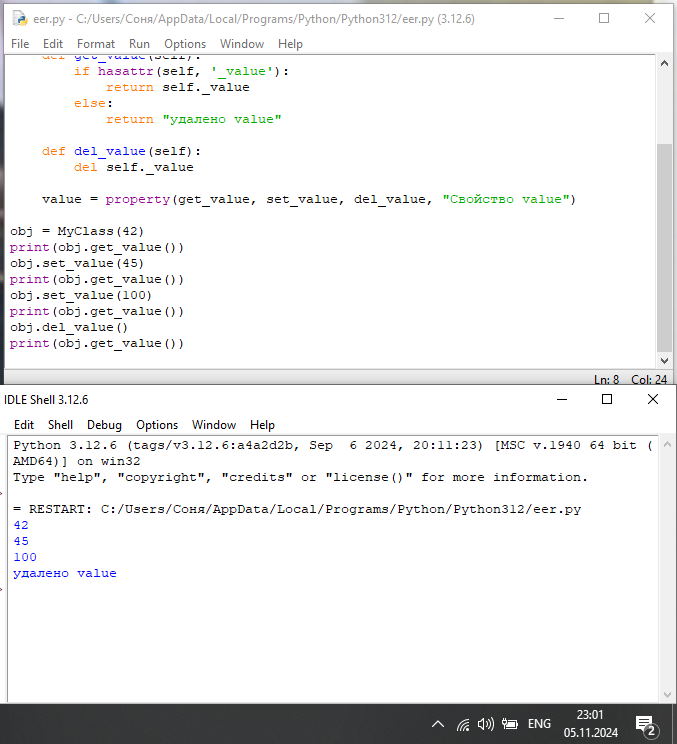 eer.py - C:/Users/Соня/AppData/Local/Programs/Python/Python312/eer.py (3.12.6)
File Edit Format Run Options Window Help
def get_value(self):
if hasattr(self, '_value'):
return self._value
else:
return "удалено value"
def del_value(self):
del self._value
value = property(get_value, set_value, del_value, "Свойство value")
obj = MyClass(42)
print(obj.get_value())
obj.set_value(45)
print(obj.get_value())
obj.set_value(100)
print(obj.get_value())
obj.del_value()
print(obj.get_value())
Ln: 8 Col: 24
IDLE Shell 3.12.6
Edit Shell Debug Options Window Help
Python 3.12.6 (tags/v3.12.6:a4a2d2b, Sep  6 2024, 20:11:23) [MSC v.1940 64 bit (
AMD64)] on win32
Type "help", "copyright", "credits" or "license()" for more information.
= RESTART: C:/Users/Соня/AppData/Local/Programs/Python/Python312/eer.py
42
45
100
удалено value
ENG
23:01
05.11.2024
2